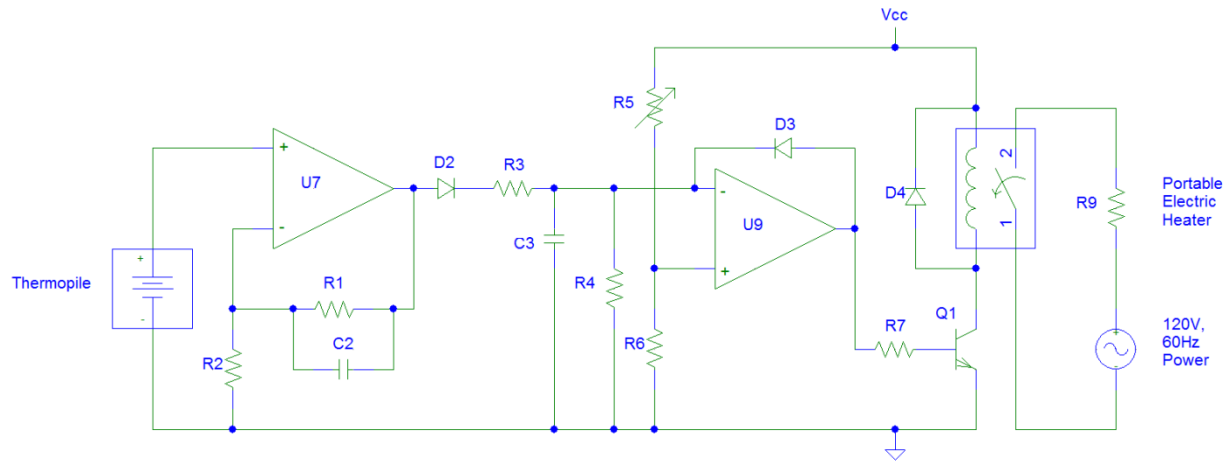 Vcc
R5
D3
U7
D2
R3
2
D4
1
R9
Portable
Electric
Heater
+
-
+
-
U9
C3
+
-
Thermopile
R1
C2
R2
R4
R6
R7
Q1
120V,
60Hz
Power
+
-